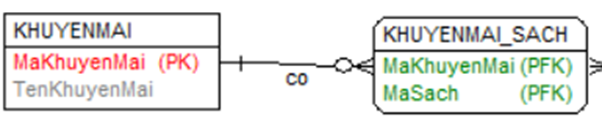 KHUYENMAI
MaKhuyenMai (PK)
TenKhuyenMai
co
KHUYENMAI_SACH
MaKhuyenMai (PFK)
MaSach (PFK)